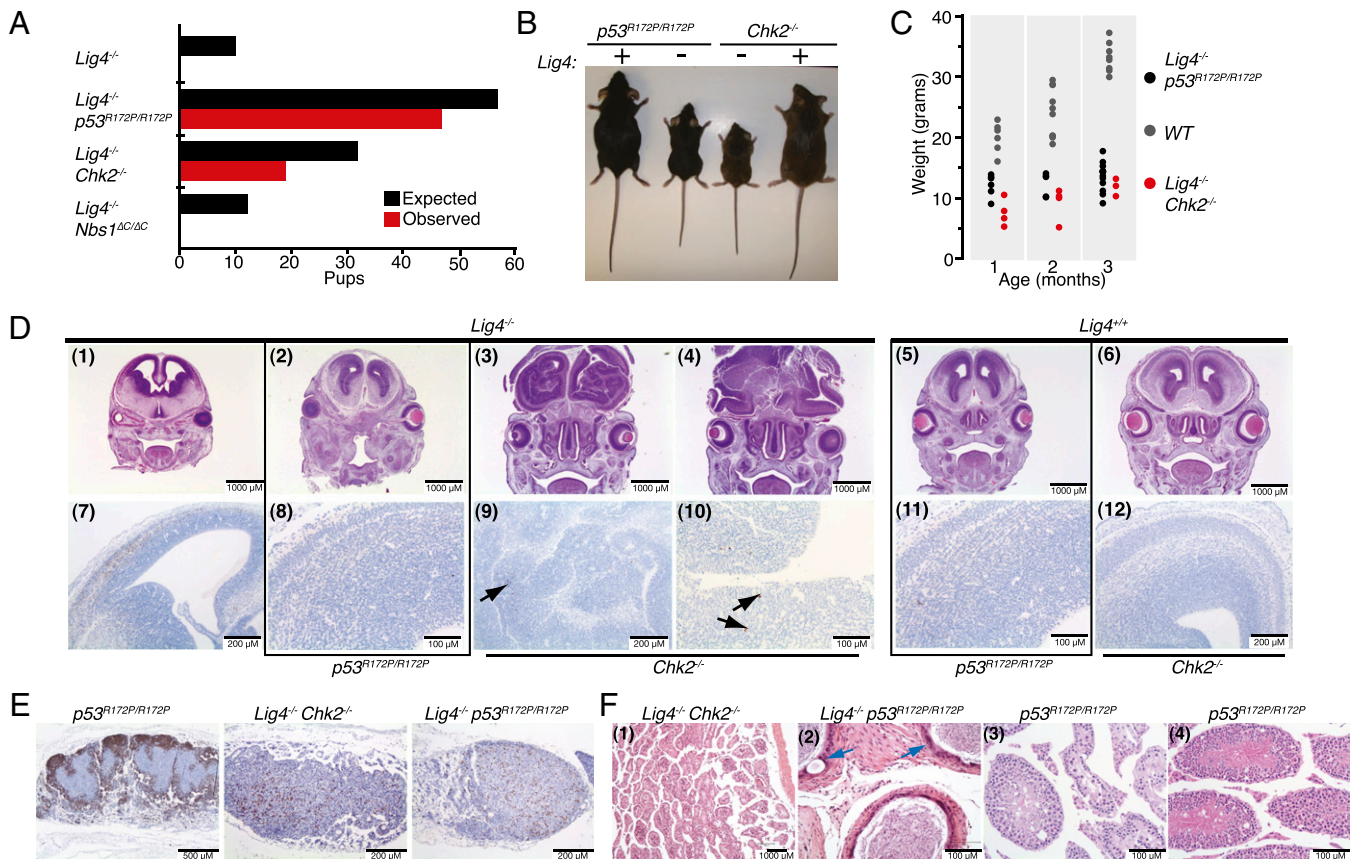 A
Lig4-/-
Lig4-/-
p53R172P/R172P
Lig4-/-
Chk2-/-
Lig4-/-
Nbs1ΔC/ΔC
Expected
Observed
0 10 20 30 40 50 60
Pups
B
p53R172P/R172P Chk2-/-
Lig4: + - - +
C
Weight (grams)
40
30
20
10
0
1 2 3
Age (months)
Lig4-/-
p53R172P/R172P
WT
Lig4-/-
Chk2-/-
D
Lig4-/- Lig4+/+
(1) (2) (3) (4) (5) (6)
1000 µM 1000 µM 1000 µM 1000 µM 1000 µM 1000 µM
(7) (8) (9) (10) (11) (12)
200 µM 100 µM 200 µM 100 µM 100 µM 200 µM
p53R172P/R172P Chk2-/- p53R172P/R172P Chk2-/-
E
p53R172P/R172P Lig4-/- Chk2-/- Lig4-/- p53R172P/R172P
500 uM 200 uM 200 uM
F
Lig4-/- Chk2-/- Lig4-/- p53R172P/R172P p53R172P/R172P p53R172P/R172P
(1) (2) (3) (4)
1000 µM 100 µM 100 µM 100 µM